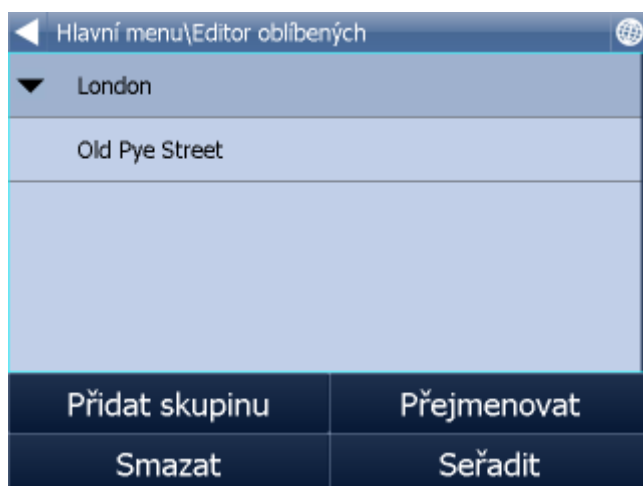 Hlavní menu\Editor oblíbených
London
Old Pye Street
Přidat skupinu
Přejmenovat
Smazat
Seřadit